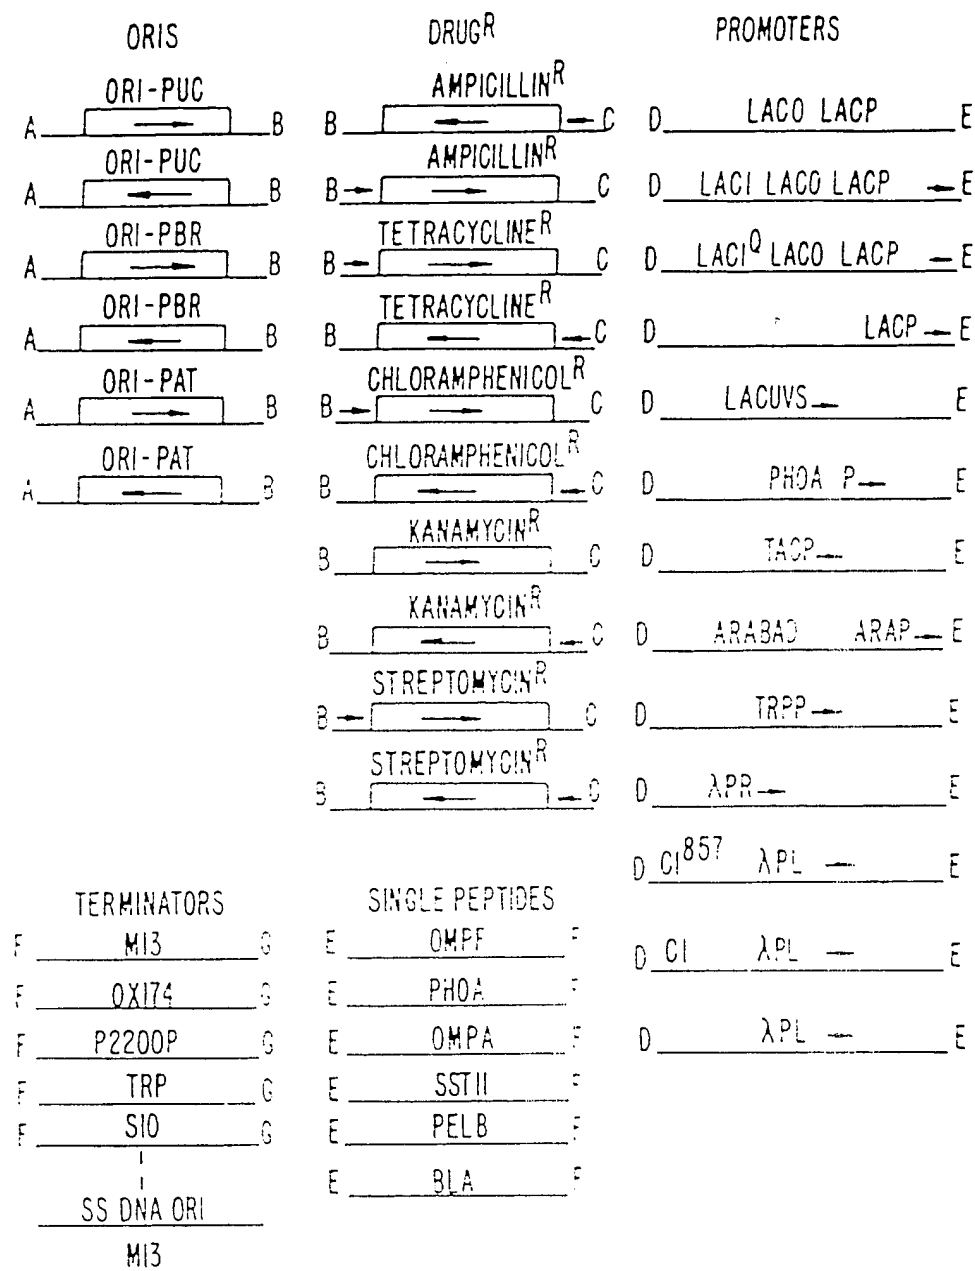 ORIS
ORI-PUC
A B
ORI-PUC
A B
ORI-PBR
A B
ORI-PBR
A B
ORI-PAT
A B
ORI-PAT
A B
DRUGR
AMPICILLINR
B C
AMPICILLINR
B C
TETRACYCLINER
B C
TETRACYCLINER
B C
CHLORAMPHENICOLR
B C
CHLORAMPHENICOLR
B C
KANAMYCINR
B C
KANAMYCINR
B C
STREPTOMYCINR
B C
STREPTOMYCINR
B C
PROMOTERS
D LACO LACP E
D LACI LACO LACP E
D LACIQ LACO LACP E
D LACP E
D LACUVS E
D PHOA P E
D TACP E
D ARABAD ARAP E
D TRPP E
D λPR E
D CI857 λPL E
D CI λPL E
D λPL E
TERMINATORS
F M13 G
F OX174 G
F P2200P G
F TRP G
F S10 G
SS DNA ORI
M13
SINGLE PEPTIDES
E OMPF F
E PHOA F
E OMPA F
E SSTII F
E PELB F
E BLA F